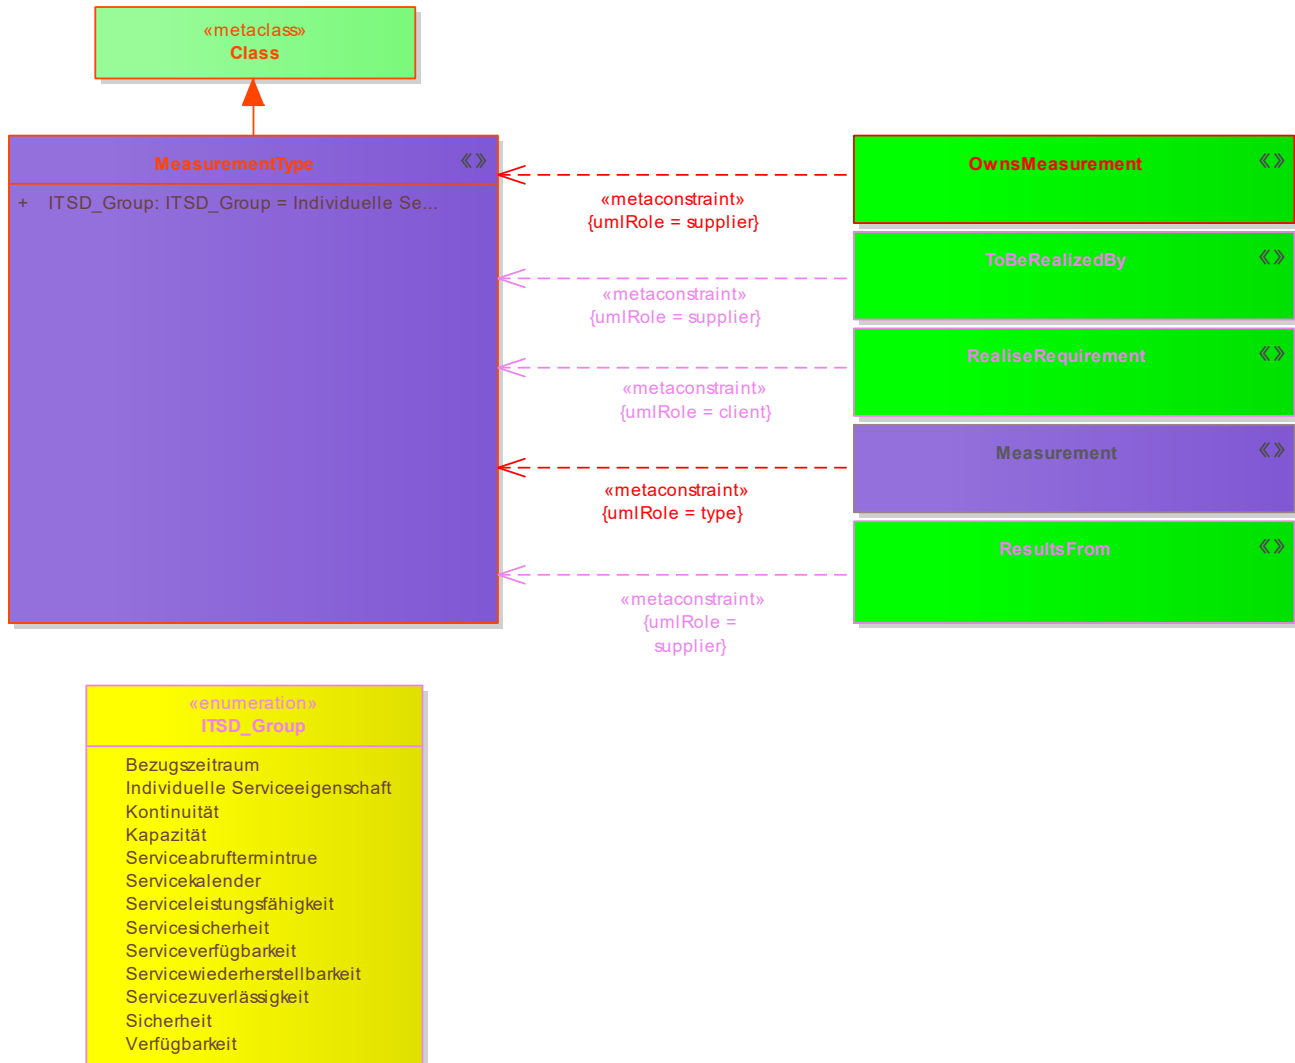 «metaclass»
Class
MeasurementType
+ ITSD_Group: ITSD_Group = Individuelle Se...
OwnsMeasurement
«metaconstraint»
{umlRole = supplier}
ToBeRealizedBy
«metaconstraint»
{umlRole = supplier}
RealiseRequirement
«metaconstraint»
{umlRole = client}
Measurement
«metaconstraint»
{umlRole = type}
ResultsFrom
«metaconstraint»
{umlRole =
supplier}
«enumeration»
ITSD_Group
Bezugszeitraum
Individuelle Serviceeigenschaft
Kontinuität
Kapazität
Serviceabruftermintrue
Servicekalender
Serviceleistungsfähigkeit
Servicesicherheit
Serviceverfügbarkeit
Servicewiederherstellbarkeit
Servicezuverlässigkeit
Sicherheit
Verfügbarkeit